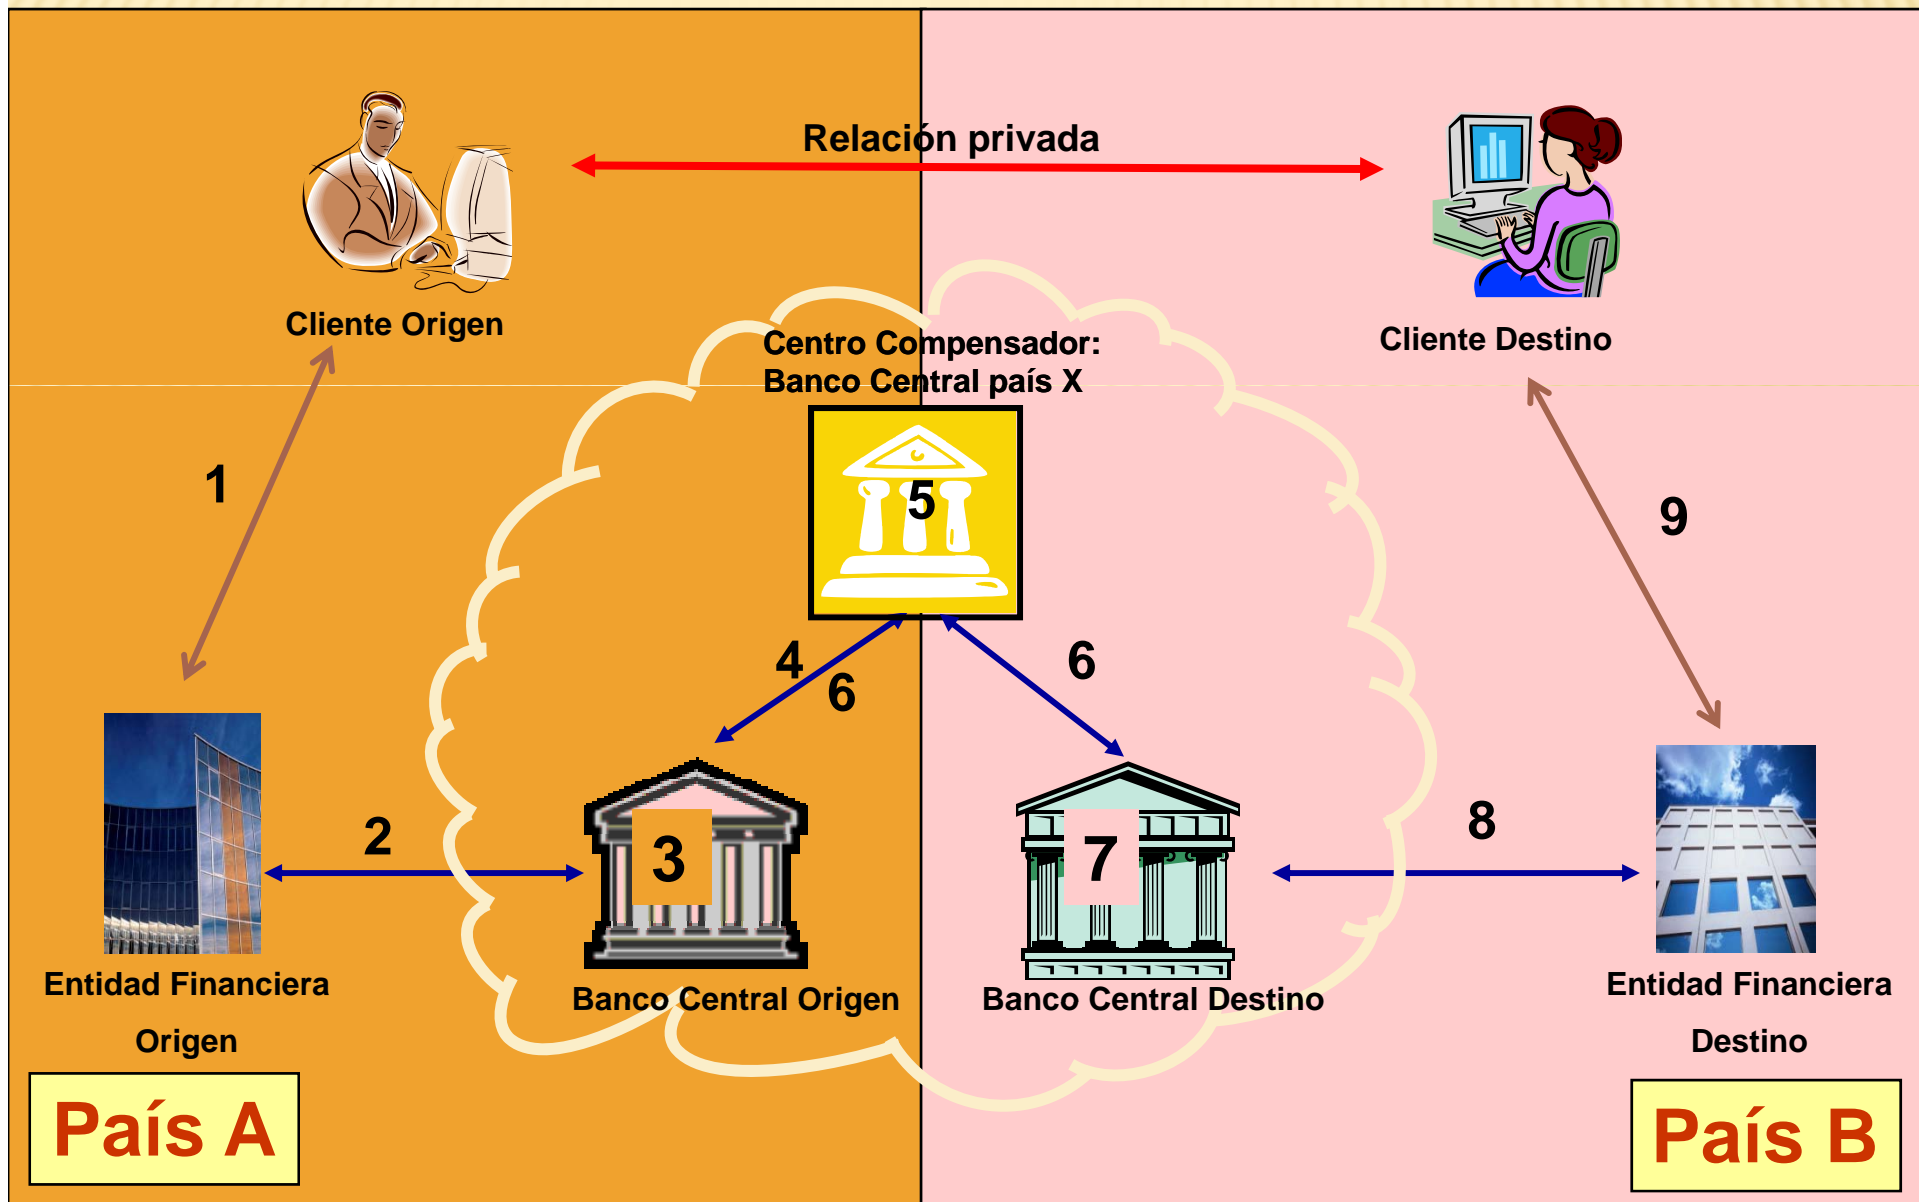 Relación privada
Cliente Origen
Cliente Destino
Centro Compensador:
Banco Central país X
1
5
9
4
6
6
2
3
7
8
Entidad Financiera
Origen
Banco Central Origen
Banco Central Destino
Entidad Financiera
Destino
País A
País B